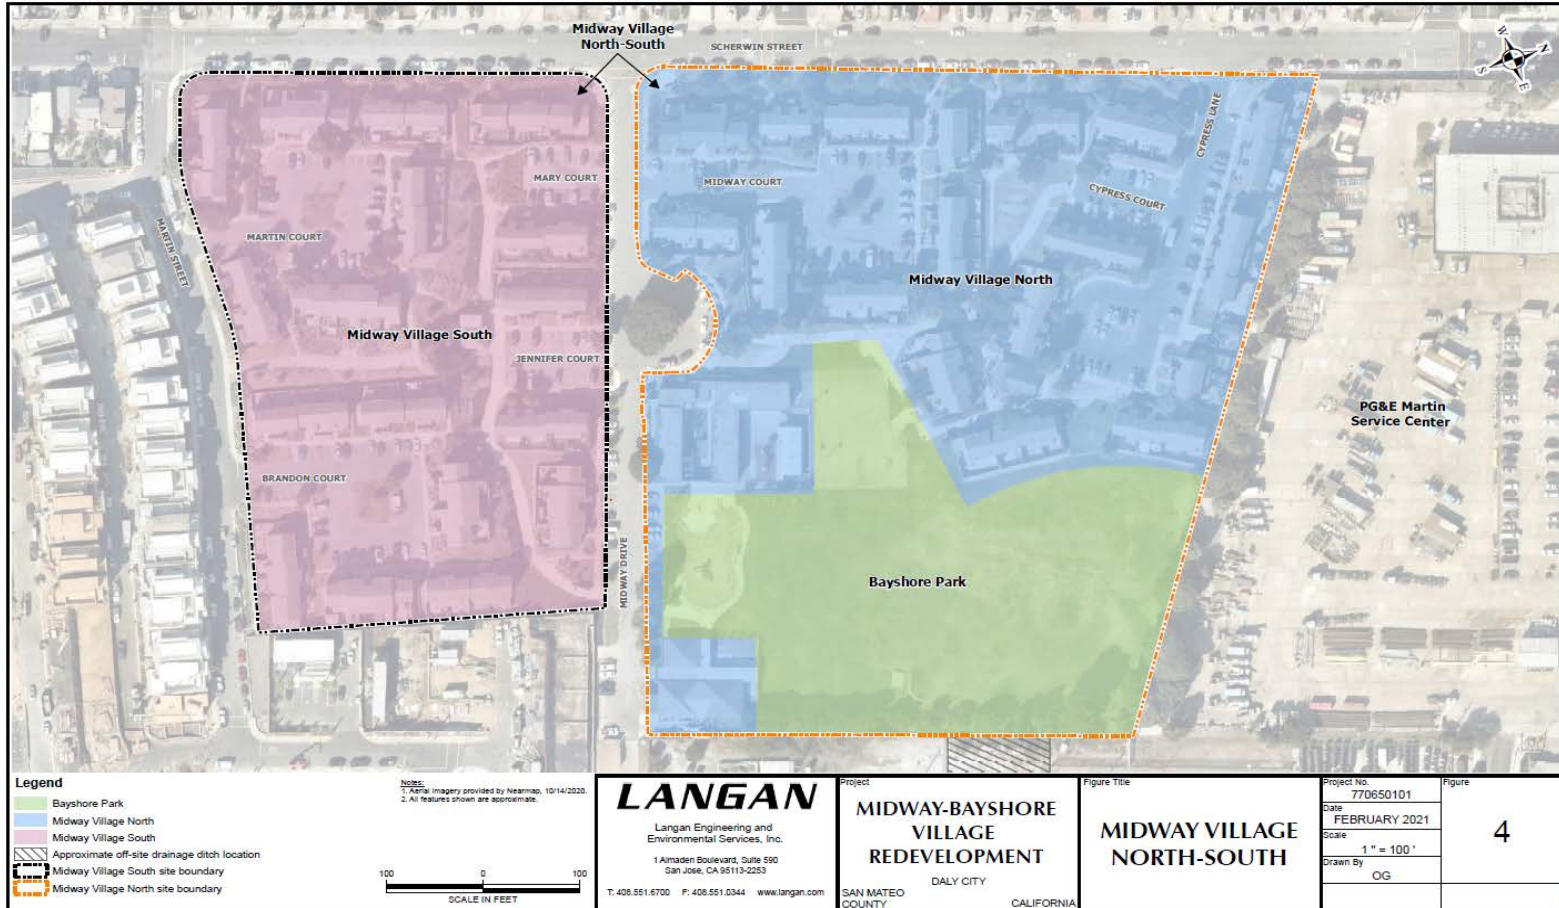 Midway Village
North-South
SCHERWIN STREET
W
N
S
E
CYPRESS LANE
MARY COURT
MIDWAY COURT
CYPRESS COURT
MARTIN STREET
MARTIN COURT
Midway Village North
Midway Village South
JENNIFER COURT
PG&E Martin
Service Center
BRANDON COURT
MIDWAY DRIVE
Bayshore Park
Legend
Bayshore Park
Midway Village North
Midway Village South
Approximate off-site drainage ditch location
Midway Village South site boundary
Midway Village North site boundary
Notes:
1. Aerial imagery provided by Nearmap, 10/14/2020.
2. All features shown are approximate.
100 0 100
SCALE IN FEET
LANGAN
Langan Engineering and
Environmental Services, Inc.
1 Almaden Boulevard, Suite 590
San Jose, CA 95113-2253
T: 408.551.6700 F: 408.551.0344 www.langan.com
Project
MIDWAY-BAYSHORE
VILLAGE
REDEVELOPMENT
DALY CITY
SAN MATEO
COUNTY CALIFORNIA
Figure Title
MIDWAY VILLAGE
NORTH-SOUTH
Project No.
770650101
Date
FEBRUARY 2021
Scale
1 " = 100 '
Drawn By
OG
Figure
4